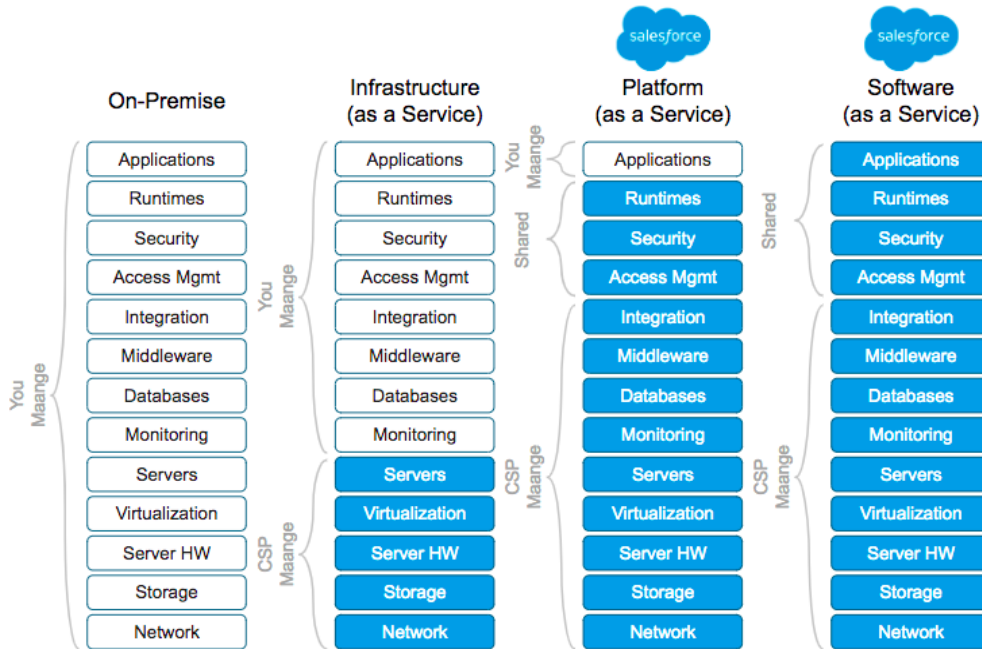 salesforce
salesforce
On-Premise
Infrastructure
(as a Service)
Platform
(as a Service)
Software
(as a Service)
You
Maange
Applications
Runtimes
Security
Access Mgmt
Integration
Middleware
Databases
Monitoring
Servers
Virtualization
Server HW
Storage
Network
You
Maange
CSP
Maange
Applications
Runtimes
Security
Access Mgmt
Integration
Middleware
Databases
Monitoring
Servers
Virtualization
Server HW
Storage
Network
You
Maange
Shared
CSP
Maange
Applications
Runtimes
Security
Access Mgmt
Integration
Middleware
Databases
Monitoring
Servers
Virtualization
Server HW
Storage
Network
Shared
CSP
Maange
Applications
Runtimes
Security
Access Mgmt
Integration
Middleware
Databases
Monitoring
Servers
Virtualization
Server HW
Storage
Network